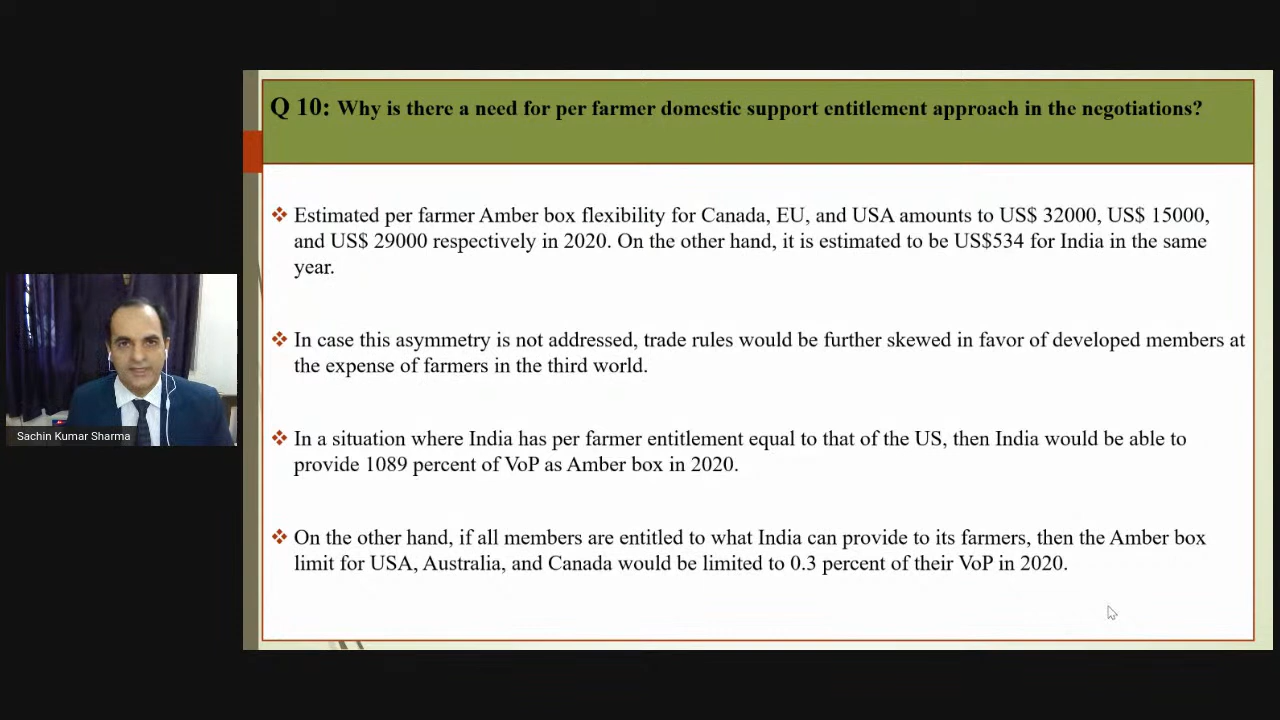 Q 10: Why is there a need for per farmer domestic support entitlement approach in the negotiations?
❖ Estimated per farmer Amber box flexibility for Canada, EU, and USA amounts to US$ 32000, US$ 15000,
and US$ 29000 respectively in 2020. On the other hand, it is estimated to be US$534 for India in the same
year.
❖ In case this asymmetry is not addressed, trade rules would be further skewed in favor of developed members at
the expense of farmers in the third world.
❖ In a situation where India has per farmer entitlement equal to that of the US, then India would be able to
provide 1089 percent of VoP as Amber box in 2020.
❖ On the other hand, if all members are entitled to what India can provide to its farmers, then the Amber box
limit for USA, Australia, and Canada would be limited to 0.3 percent of their VoP in 2020.
Sachin Kumar Sharma